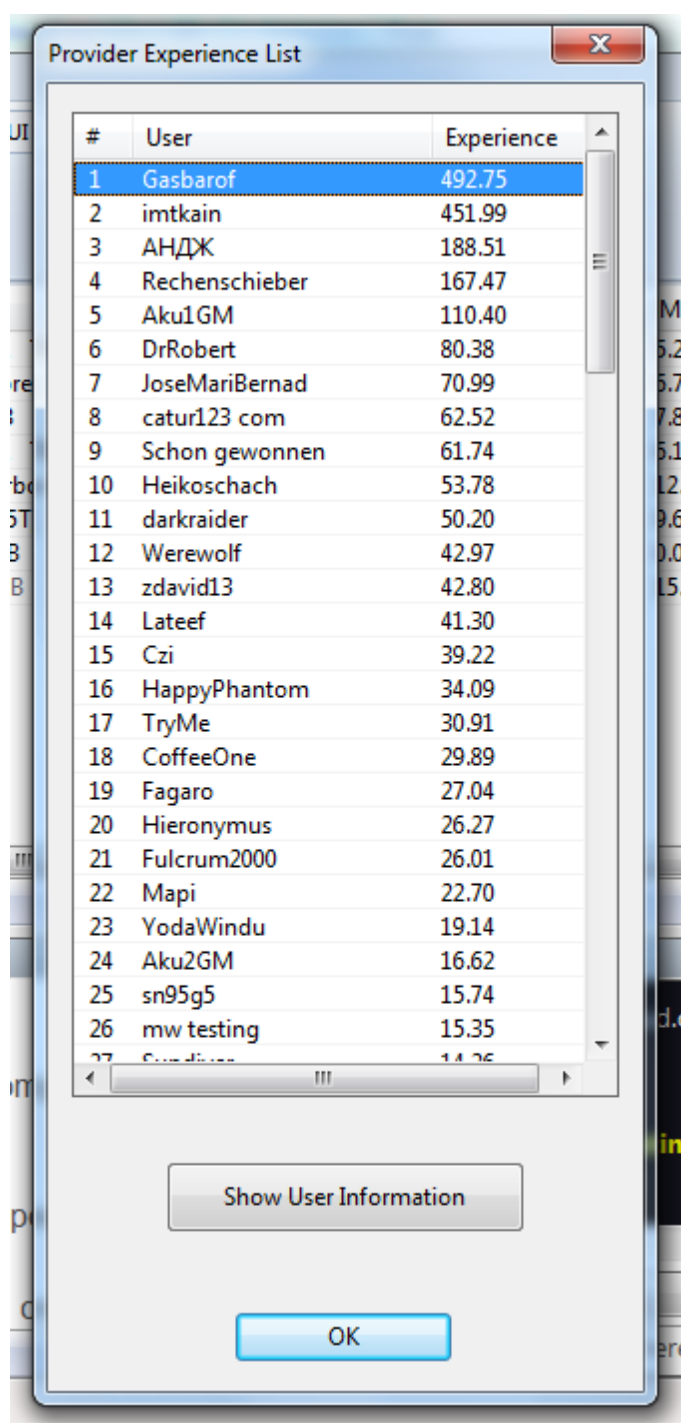 Provider Experience List
# User Experience
1 Gasbarof 492.75
2 imtkain 451.99
3 АНДЖ 188.51
4 Rechenschieber 167.47
5 Aku1GM 110.40
6 DrRobert 80.38
7 JoseMariBernad 70.99
8 catur123 com 62.52
9 Schon gewonnen 61.74
10 Heikoschach 53.78
11 darkraider 50.20
12 Werewolf 42.97
13 zdavid13 42.80
14 Lateef 41.30
15 Czi 39.22
16 HappyPhantom 34.09
17 TryMe 30.91
18 CoffeeOne 29.89
19 Fagaro 27.04
20 Hieronymus 26.27
21 Fulcrum2000 26.01
22 Mapi 22.70
23 YodaWindu 19.14
24 Aku2GM 16.62
25 sn95g5 15.74
26 mw testing 15.35
Show User Information
OK